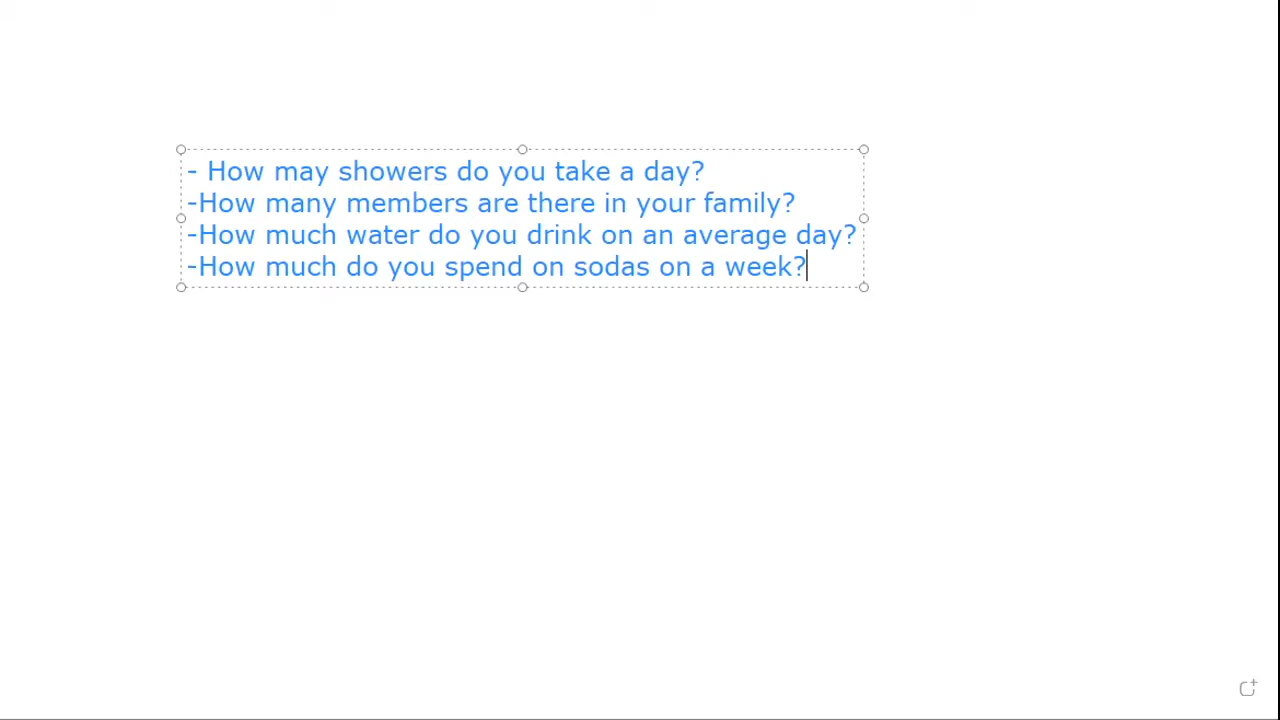 - How may showers do you take a day?
-How many members are there in your family?
-How much water do you drink on an average day?
-How much do you spend on sodas on a week?